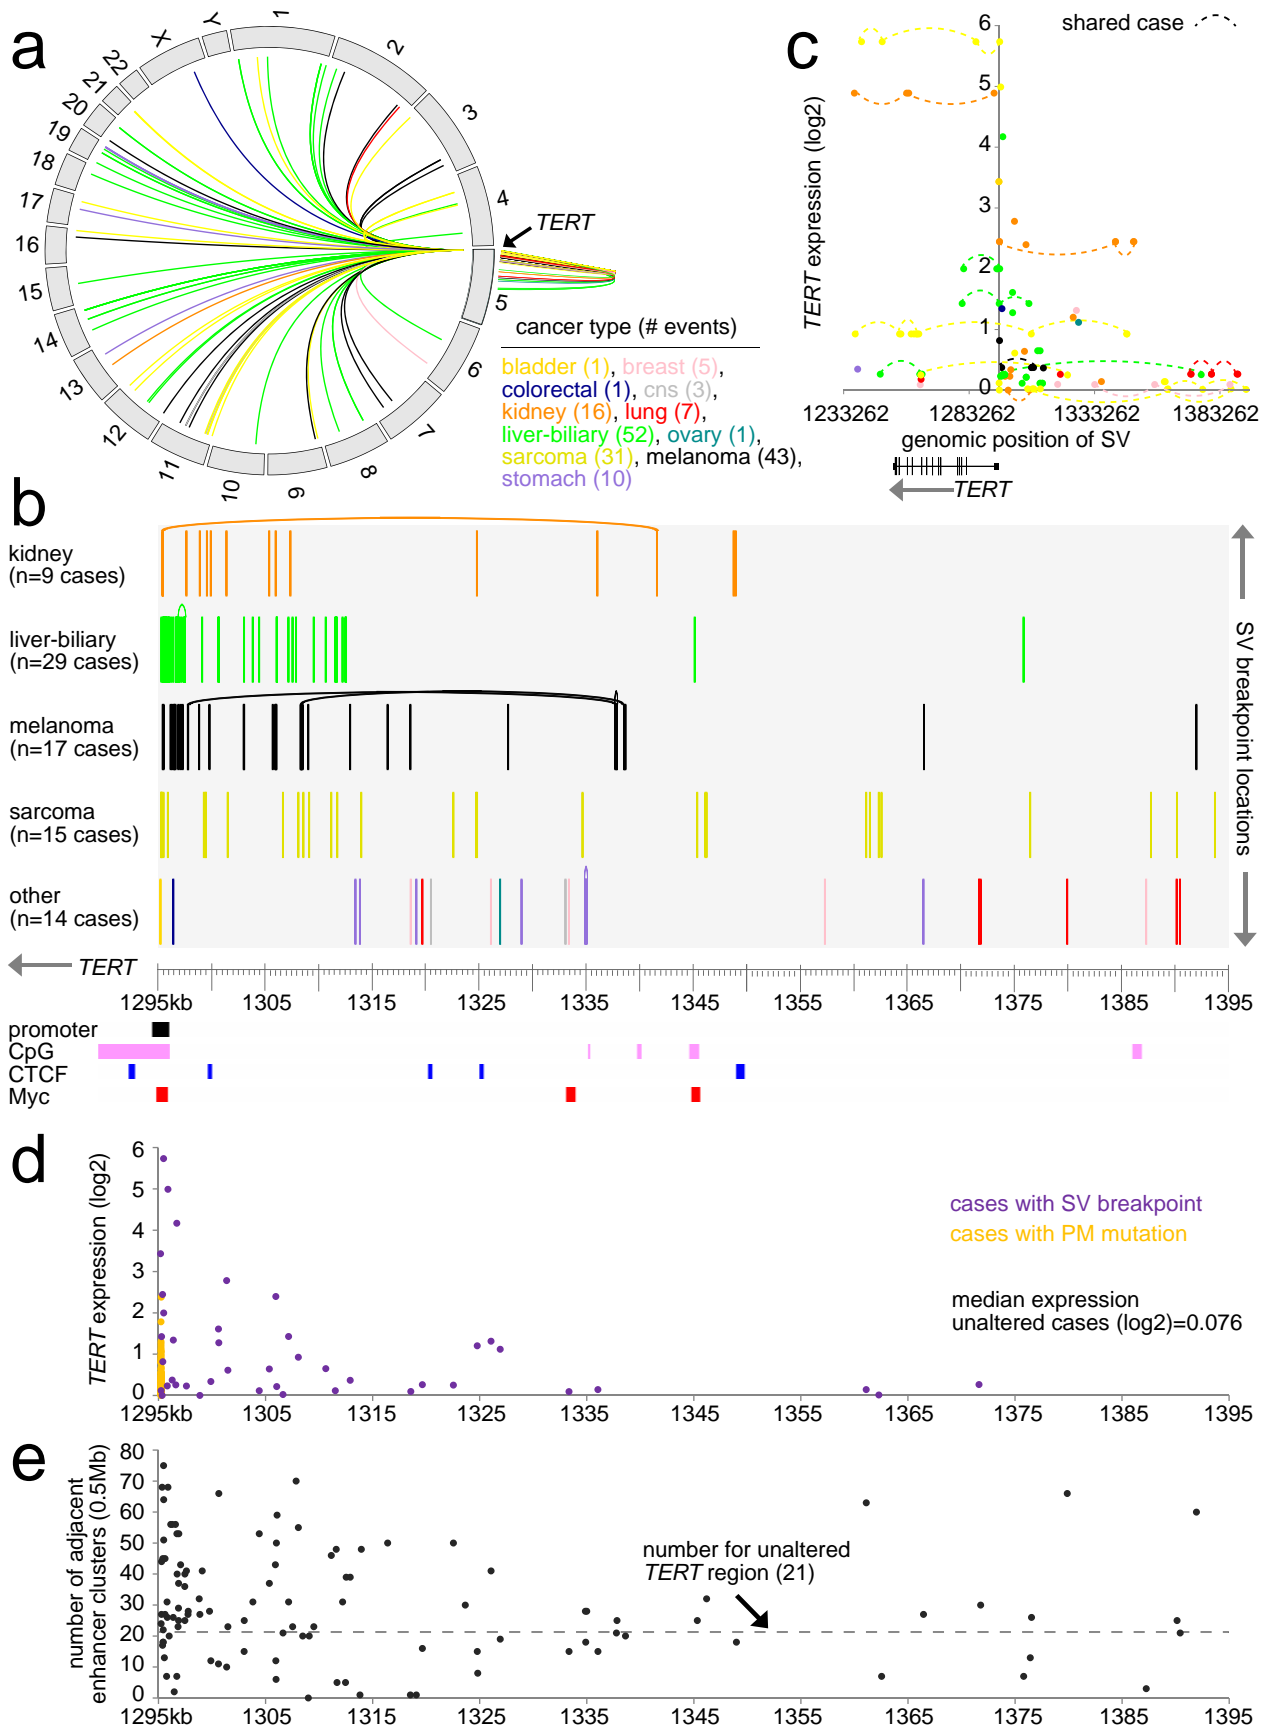 a
1
2
3
4
5
6
7
8
9
10
11
12
13
14
15
16
17
18
19
20
21
22
X
Y
TERT
cancer type (# events)
bladder (1), breast (5),
colorectal (1), cns (3),
kidney (16), lung (7),
liver-biliary (52), ovary (1),
sarcoma (31), melanoma (43),
stomach (10)
c
shared case
TERT expression (log2)
6
5
4
3
2
1
0
1233262 1283262 1333262 1383262
genomic position of SV
TERT
b
kidney
(n=9 cases)
liver-biliary
(n=29 cases)
melanoma
(n=17 cases)
sarcoma
(n=15 cases)
other
(n=14 cases)
SV breakpoint locations
TERT
1295kb 1305 1315 1325 1335 1345 1355 1365 1375 1385 1395
promoter
CpG
CTCF
Myc
d
TERT expression (log2)
6
5
4
3
2
1
0
cases with SV breakpoint
cases with PM mutation
median expression
unaltered cases (log2)=0.076
1295kb 1305 1315 1325 1335 1345 1355 1365 1375 1385 1395
e
number of adjacent
enhancer clusters (0.5Mb)
80
70
60
50
40
30
20
10
0
number for unaltered
TERT region (21)
1295kb 1305 1315 1325 1335 1345 1355 1365 1375 1385 1395